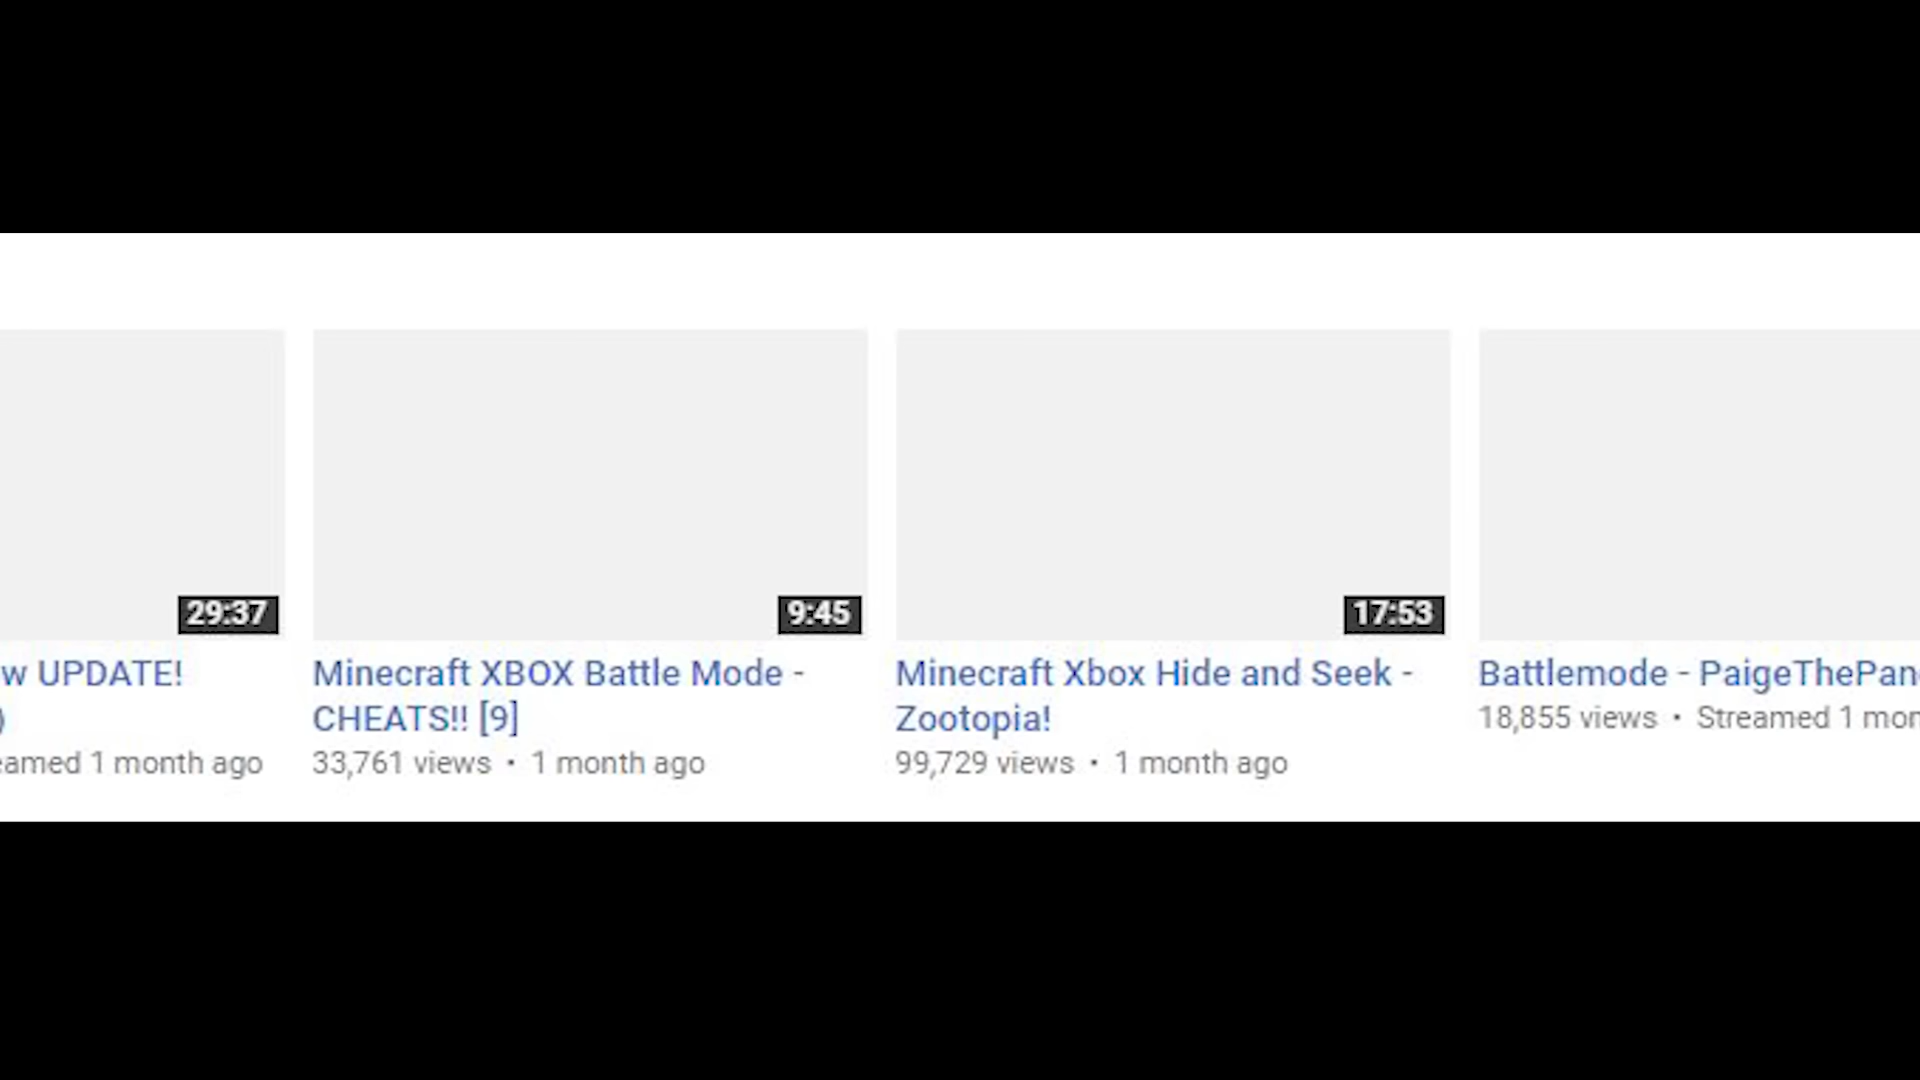 29:37
9:45
17:53
w UPDATE!
)
Minecraft XBOX Battle Mode -
CHEATS!! [9]
Minecraft Xbox Hide and Seek -
Zootopia!
Battlemode - PaigeThePan
eamed 1 month ago
33,761 views • 1 month ago
99,729 views • 1 month ago
18,855 views • Streamed 1 mon